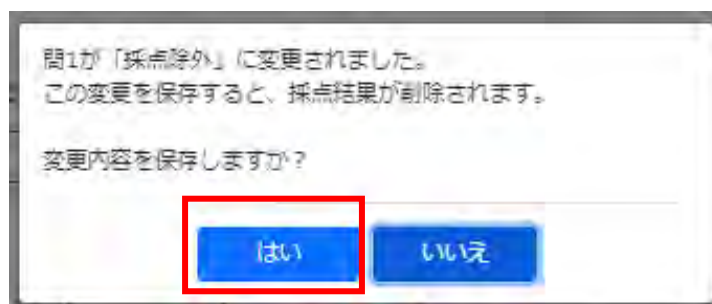 問1が「採点除外」に変更されました。
この変更を保存すると、採点結果が削除されます。
変更内容を保存しますか？
はい
いいえ